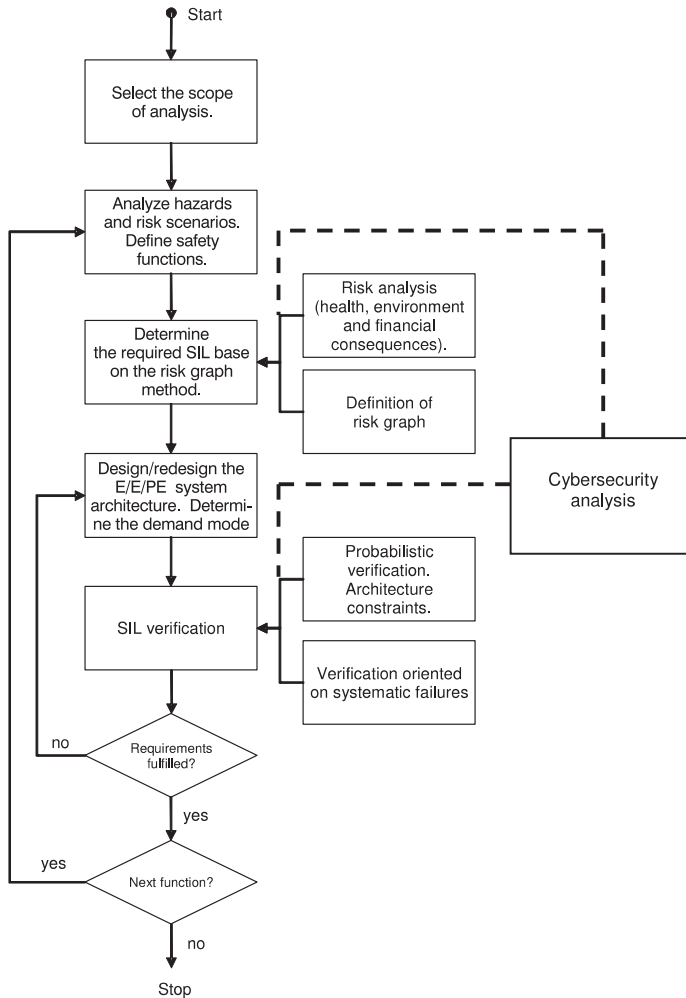 Start
Select the scope
of analysis.
Analyze hazards
and risk scenarios.
Define safety
functions.
Risk analysis
(health, environment
and financial
consequences).
Determine
the required SIL base
on the risk graph
method.
Definition of
risk graph
Cybersecurity
analysis
Design/redesign the
E/E/PE system
architecture. Determi-
ne the demand mode
Probabilistic
verification.
Architecture
constraints.
SIL verification
Verification oriented
on systematic failures
no
Requirements
fulfilled?
yes
yes
Next function?
no
Stop